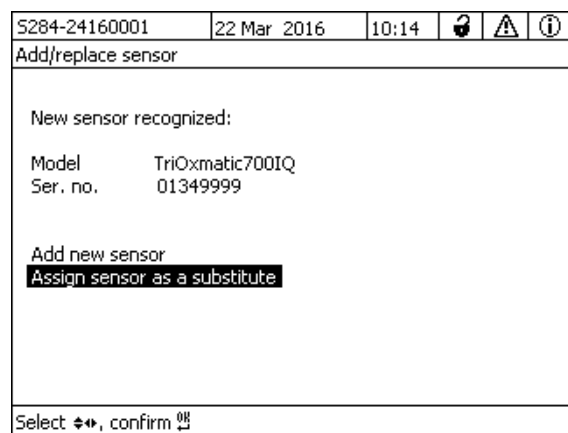 S284-24160001 22 Mar 2016 10:14
Add/replace sensor
New sensor recognized:
Model TriOxmatic700IQ
Ser. no. 01349999
Add new sensor
Assign sensor as a substitute
Select, confirm OK